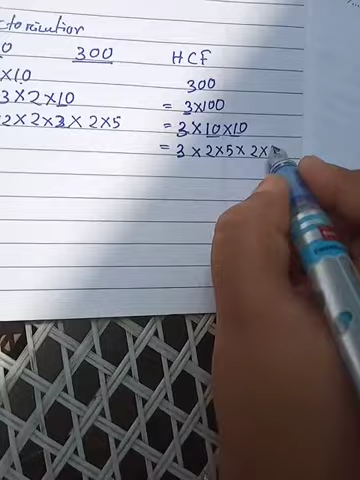 0 300 HCF
300
×10 = 3×100
3×2×10 = 3×10×10
2×2×3×2×5 = 3×2×5×2×